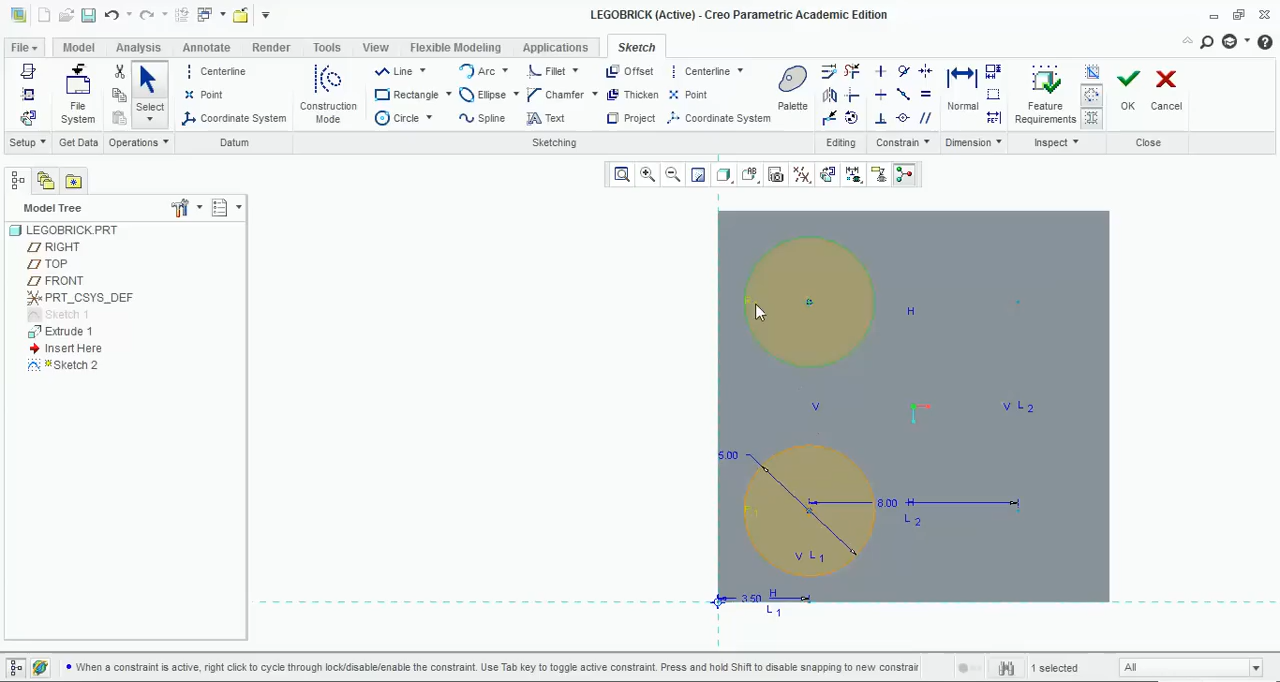 LEGOBRICK (Active) - Creo Parametric Academic Edition
File Model Analysis Annotate Render Tools View Flexible Modeling Applications Sketch
Centerline Line Arc Fillet Offset Centerline
Point Rectangle Ellipse Chamfer Thicken Point
Coordinate System Circle Spline Text Project Coordinate System
File System
Select
Construction Mode
Palette
Normal
Feature Requirements
OK
Cancel
Setup Get Data Operations Datum Sketching Editing Constrain Dimension Inspect Close
Model Tree
LEGOBRICK.PRT
RIGHT
TOP
FRONT
PRT_CSYS_DEF
Sketch 1
Extrude 1
Insert Here
Sketch 2
H
V
V L 2
5.00
8.00 H
L 2
V L 1
3.50 H
L 1
When a constraint is active, right click to cycle through lock/disable/enable the constraint. Use Tab key to toggle active constraint. Press and hold Shift to disable snapping to new constrain
1 selected
All